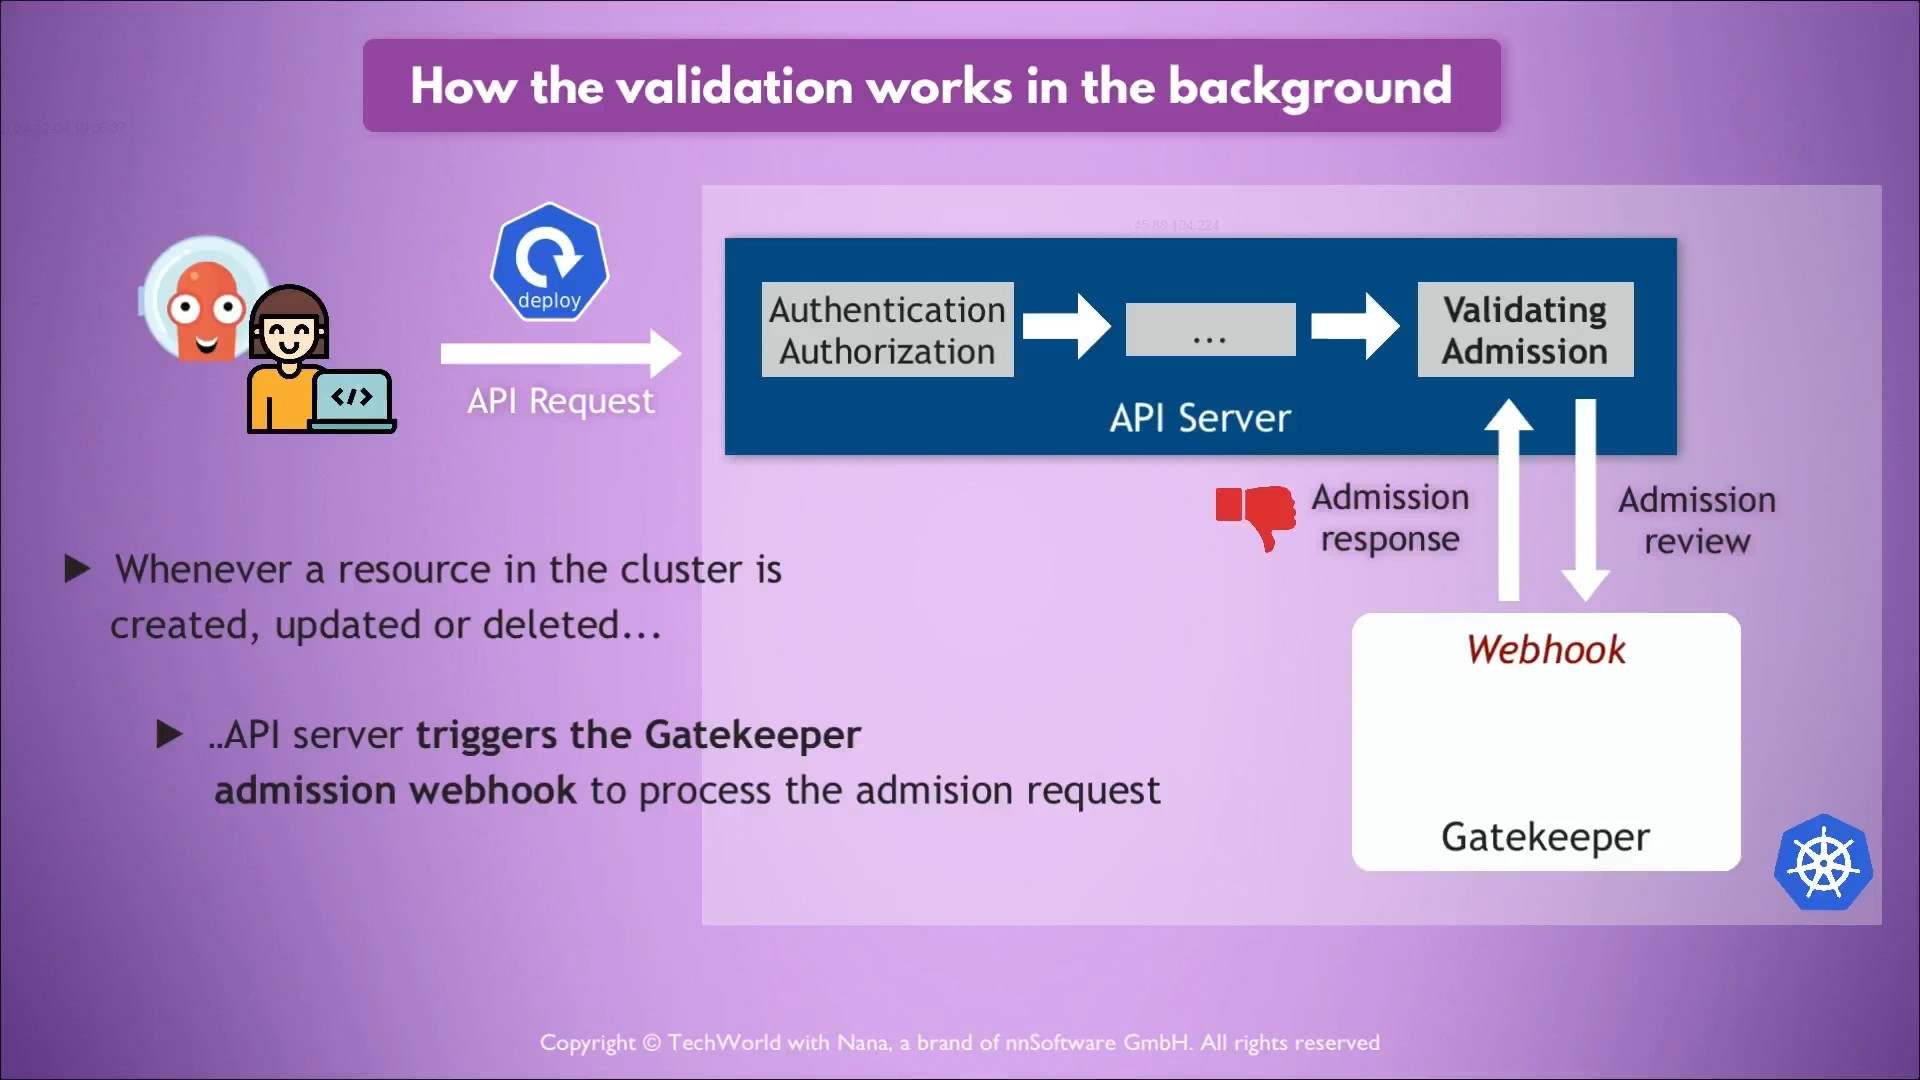 How the validation works in the background
deploy
API Request
Authentication
Authorization
...
Validating
Admission
API Server
Admission
response
Admission
review
Webhook
Gatekeeper
▶ Whenever a resource in the cluster is
created, updated or deleted...
▶ ..API server triggers the Gatekeeper
admission webhook to process the admision request
</>
Copyright © TechWorld with Nana, a brand of nnSoftware GmbH. All rights reserved